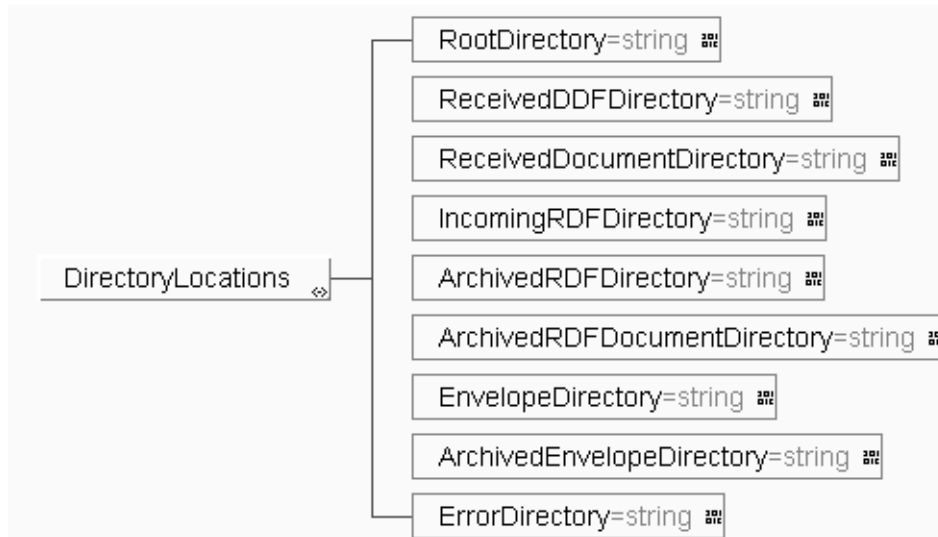 RootDirectory=string
ReceivedDDFDirectory=string
ReceivedDocumentDirectory=string
IncomingRDFDirectory=string
DirectoryLocations
ArchivedRDFDirectory=string
ArchivedRDFDocumentDirectory=string
EnvelopeDirectory=string
ArchivedEnvelopeDirectory=string
ErrorDirectory=string